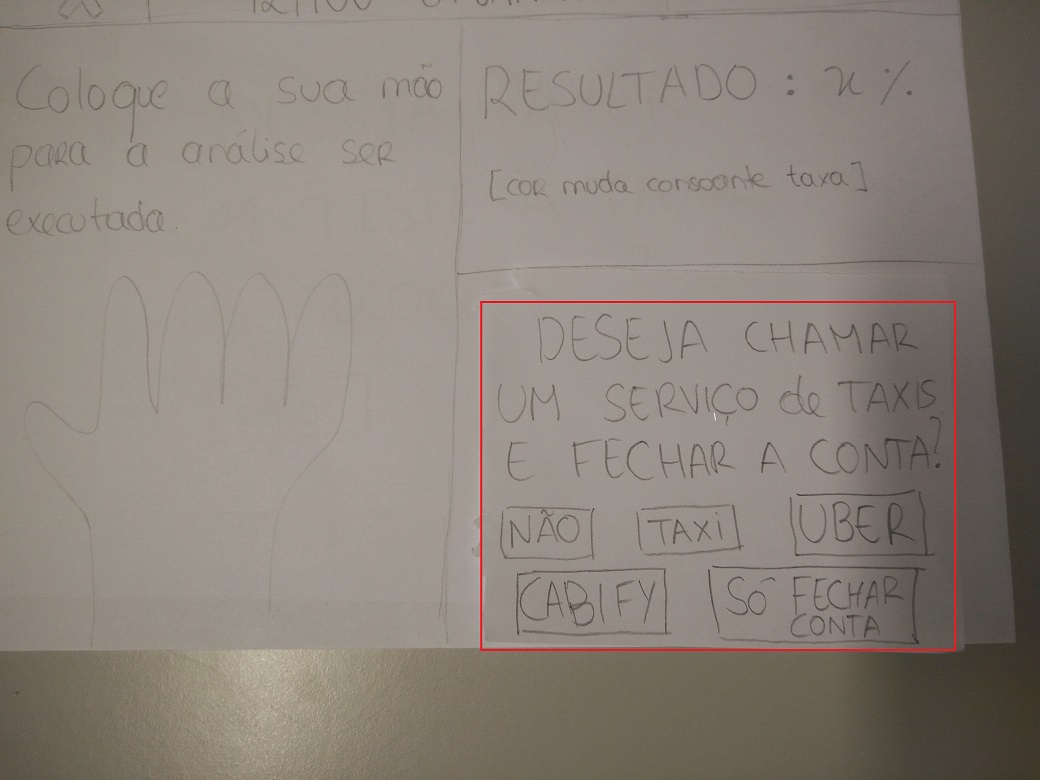 Coloque a sua mão
para a análise ser
executada.
RESULTADO : x %
[cor muda consoante taxa]
DESEJA CHAMAR
UM SERVIÇO de TAXIS
E FECHAR A CONTA?
NÃO
TAXI
UBER
CABIFY
SÓ FECHAR
CONTA